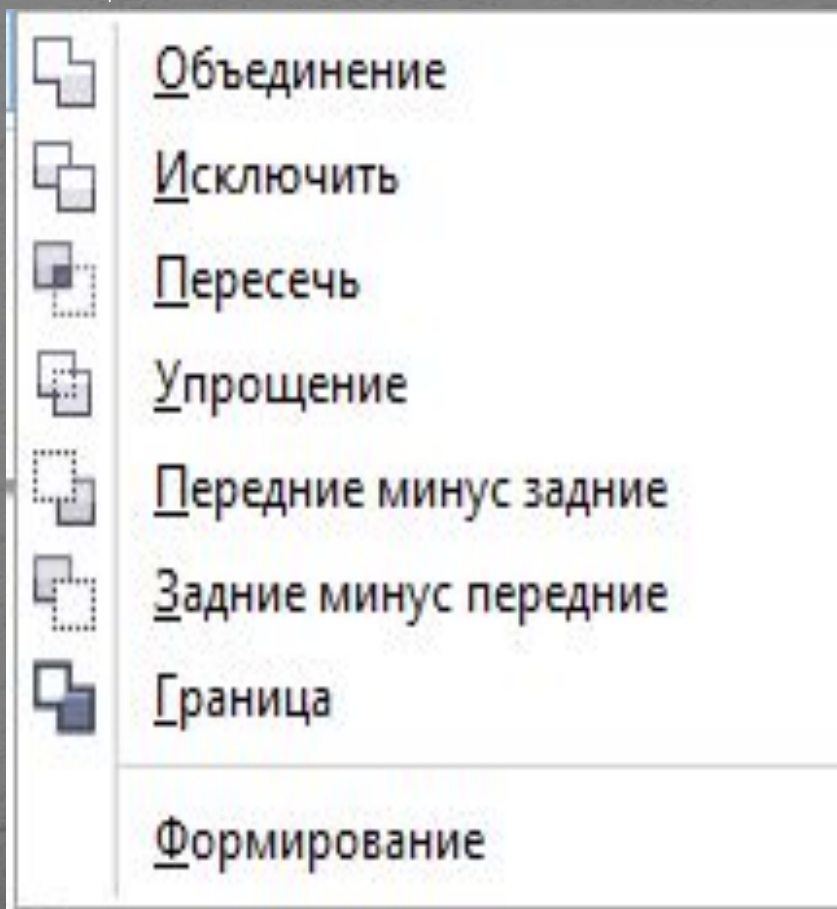 Объединение
Исключить
Пересечь
Упрощение
Передние минус задние
Задние минус передние
Граница
Формирование